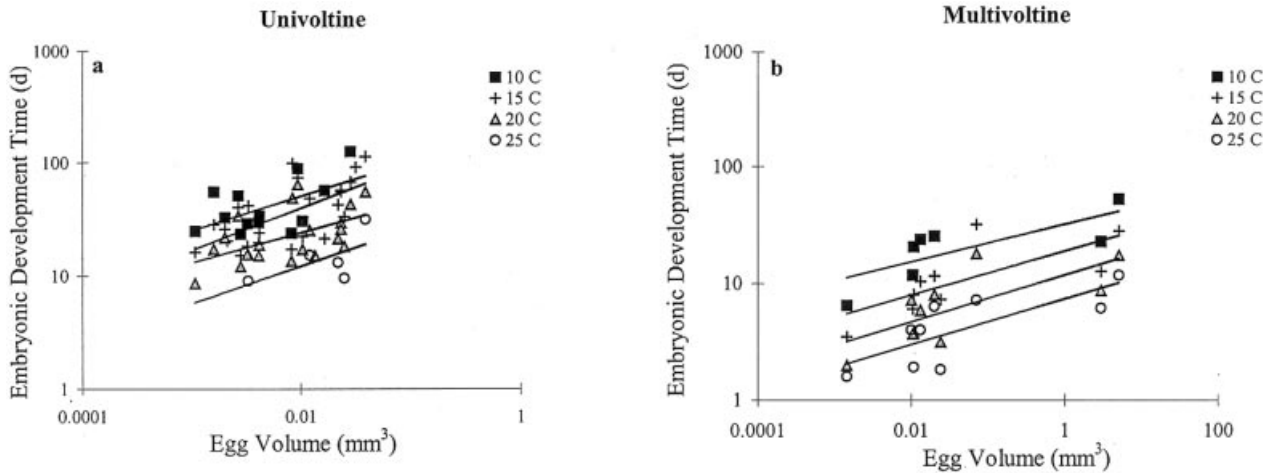 Univoltine
a
Embryonic Development Time (d)
1000
100
10
1
0.0001
0.01
1
Egg Volume (mm³)
10 C
15 C
20 C
25 C
Multivoltine
b
Embryonic Development Time (d)
1000
100
10
1
0.0001
0.01
1
100
Egg Volume (mm³)
10 C
15 C
20 C
25 C